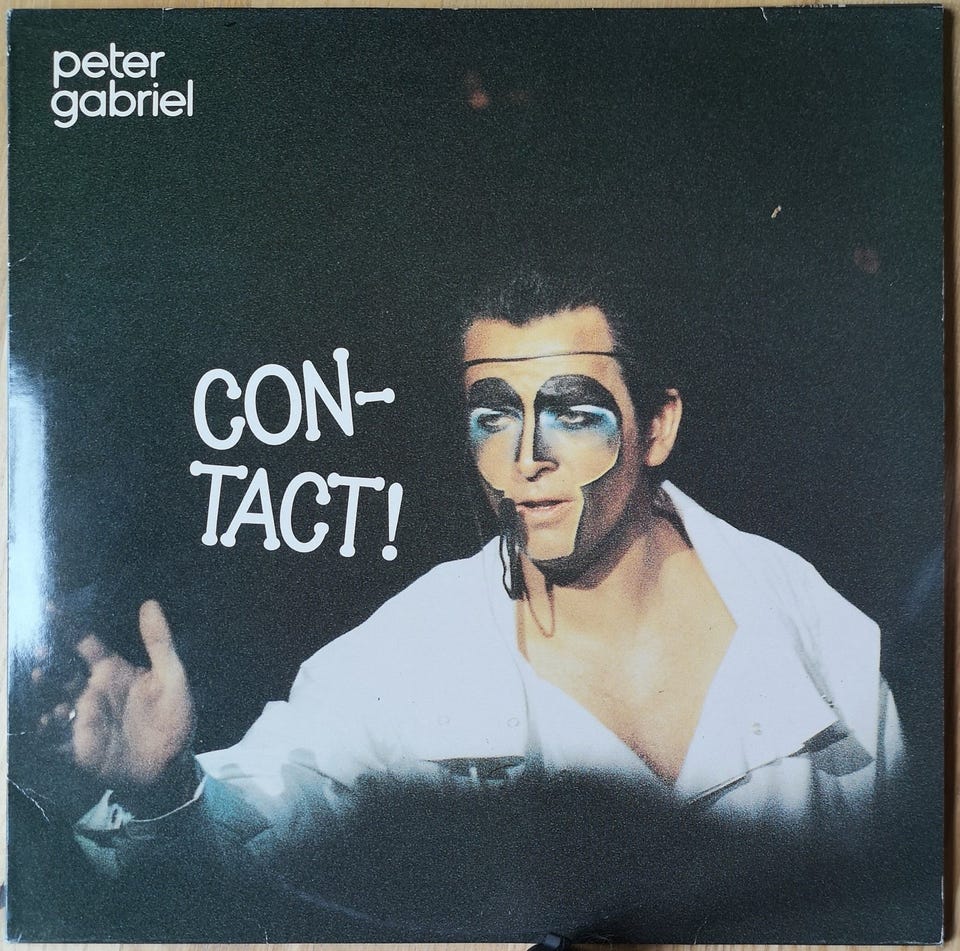 peter
gabriel
CON-
TACT!